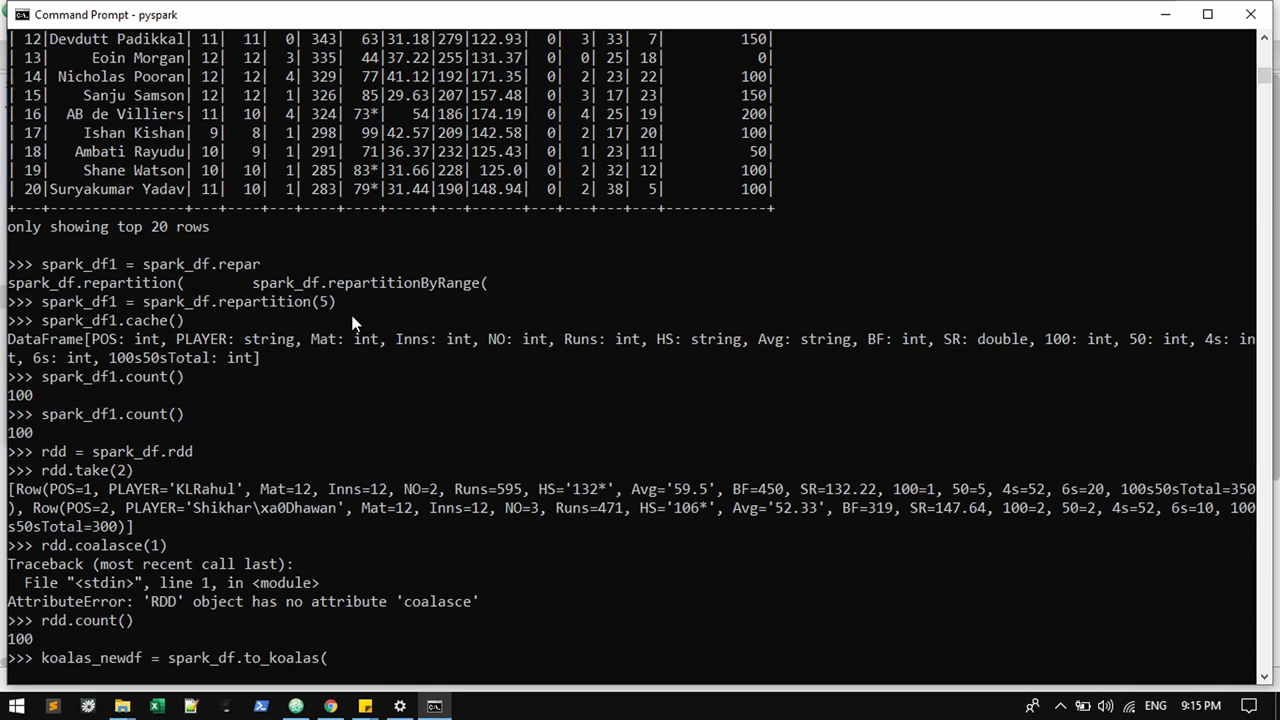 Command Prompt - pyspark
| 12|Devdutt Padikkal| 11| 11| 0| 343| 63|31.18|279|122.93| 0| 3| 33| 7| 150|
| 13| Eoin Morgan| 12| 12| 3| 335| 44|37.22|255|131.37| 0| 0| 25| 18| 0|
| 14| Nicholas Pooran| 12| 12| 4| 329| 77|41.12|192|171.35| 0| 2| 23| 22| 100|
| 15| Sanju Samson| 12| 12| 1| 326| 85|29.63|207|157.48| 0| 3| 17| 23| 150|
| 16| AB de Villiers| 11| 10| 4| 324| 73*| 54|186|174.19| 0| 4| 25| 19| 200|
| 17| Ishan Kishan| 9| 8| 1| 298| 99|42.57|209|142.58| 0| 2| 17| 20| 100|
| 18| Ambati Rayudu| 10| 9| 1| 291| 71|36.37|232|125.43| 0| 1| 23| 11| 50|
| 19| Shane Watson| 10| 10| 1| 285| 83*|31.66|228| 125.0| 0| 2| 32| 12| 100|
| 20|Suryakumar Yadav| 11| 10| 1| 283| 79*|31.44|190|148.94| 0| 2| 38| 5| 100|
+---+----------------+---+----+---+----+----+-----+---+------+---+---+---+---+------------+
only showing top 20 rows
>>> spark_df1 = spark_df.repar
spark_df.repartition( spark_df.repartitionByRange(
>>> spark_df1 = spark_df.repartition(5)
>>> spark_df1.cache()
DataFrame[POS: int, PLAYER: string, Mat: int, Inns: int, NO: int, Runs: int, HS: string, Avg: string, BF: int, SR: double, 100: int, 50: int, 4s: in
t, 6s: int, 100s50sTotal: int]
>>> spark_df1.count()
100
>>> spark_df1.count()
100
>>> rdd = spark_df.rdd
>>> rdd.take(2)
[Row(POS=1, PLAYER='KLRahul', Mat=12, Inns=12, NO=2, Runs=595, HS='132*', Avg='59.5', BF=450, SR=132.22, 100=1, 50=5, 4s=52, 6s=20, 100s50sTotal=350
), Row(POS=2, PLAYER='Shikhar\xa0Dhawan', Mat=12, Inns=12, NO=3, Runs=471, HS='106*', Avg='52.33', BF=319, SR=147.64, 100=2, 50=2, 4s=52, 6s=10, 100
s50sTotal=300)]
>>> rdd.coalasce(1)
Traceback (most recent call last):
  File "<stdin>", line 1, in <module>
AttributeError: 'RDD' object has no attribute 'coalasce'
>>> rdd.count()
100
>>> koalas_newdf = spark_df.to_koalas(
ENG 9:15 PM